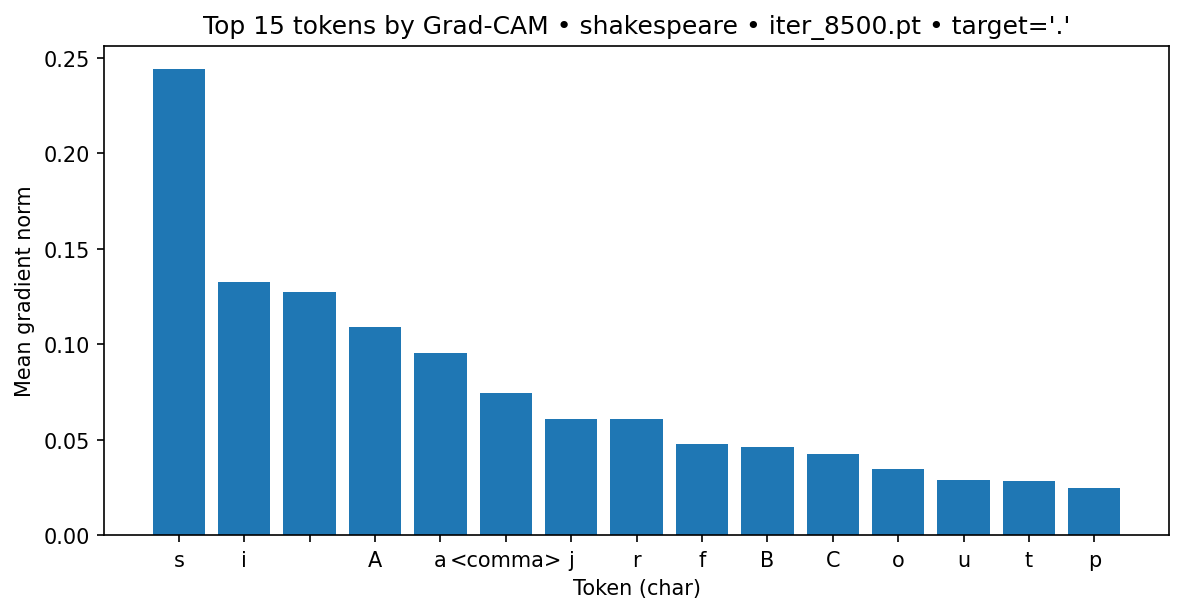 Top 15 tokens by Grad-CAM • shakespeare • iter_8500.pt • target='.'
Mean gradient norm
0.25
0.20
0.15
0.10
0.05
0.00
s i A a <comma> j r f B C o u t p
Token (char)